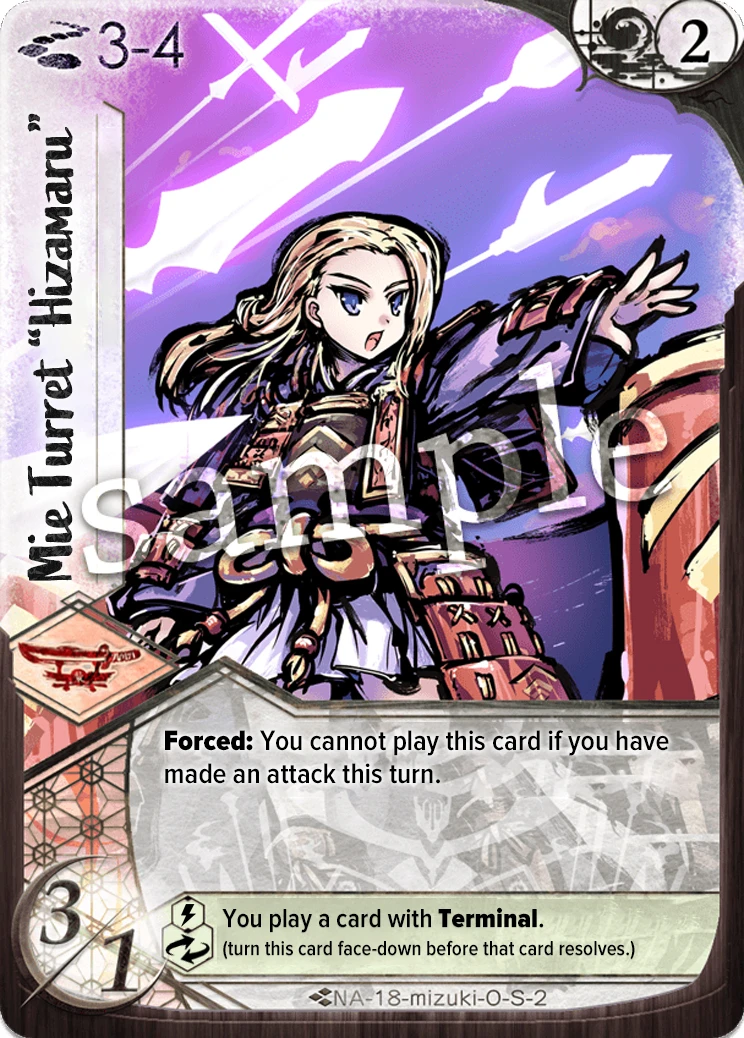 3-4
2
Mie Turret “Hizamaru”
sample
Forced: You cannot play this card if you have
made an attack this turn.
3/1
You play a card with Terminal.
(turn this card face-down before that card resolves.)
NA-18-mizuki-O-S-2